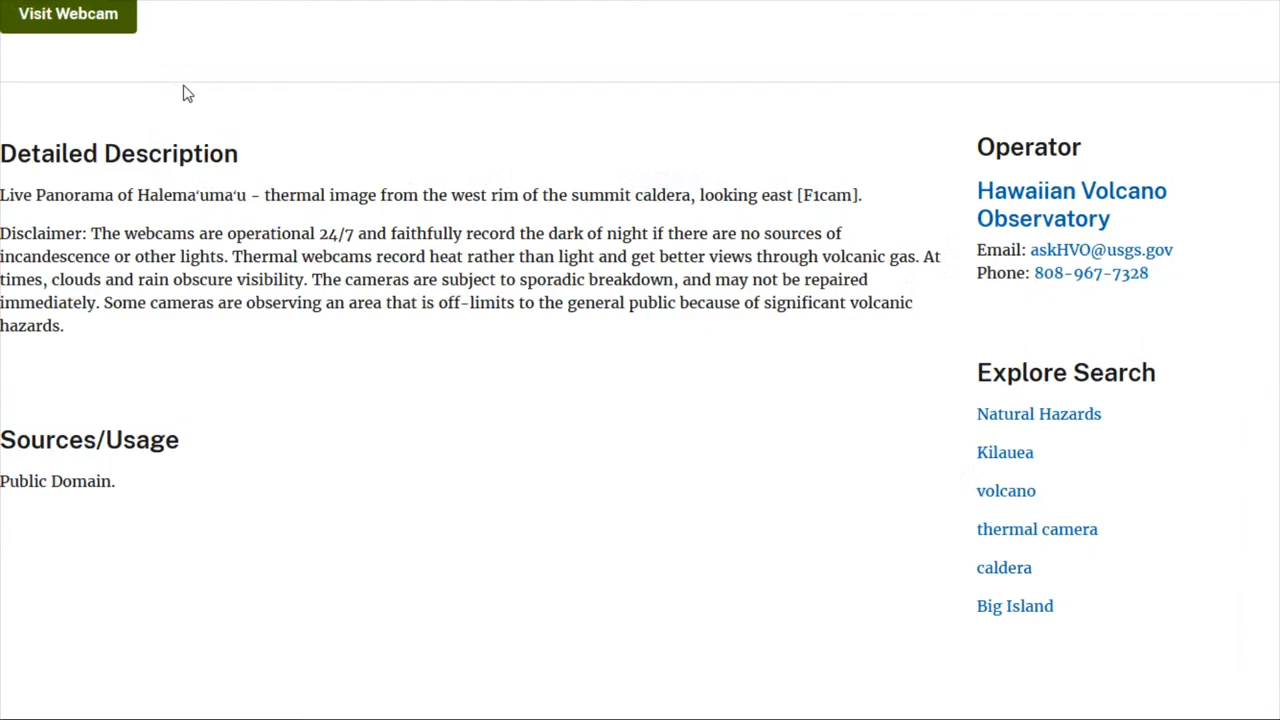 Visit Webcam
Detailed Description
Live Panorama of Halemaʻumaʻu - thermal image from the west rim of the summit caldera, looking east [F1cam].
Disclaimer: The webcams are operational 24/7 and faithfully record the dark of night if there are no sources of
incandescence or other lights. Thermal webcams record heat rather than light and get better views through volcanic gas. At
times, clouds and rain obscure visibility. The cameras are subject to sporadic breakdown, and may not be repaired
immediately. Some cameras are observing an area that is off-limits to the general public because of significant volcanic
hazards.
Sources/Usage
Public Domain.
Operator
Hawaiian Volcano
Observatory
Email: askHVO@usgs.gov
Phone: 808-967-7328
Explore Search
Natural Hazards
Kilauea
volcano
thermal camera
caldera
Big Island